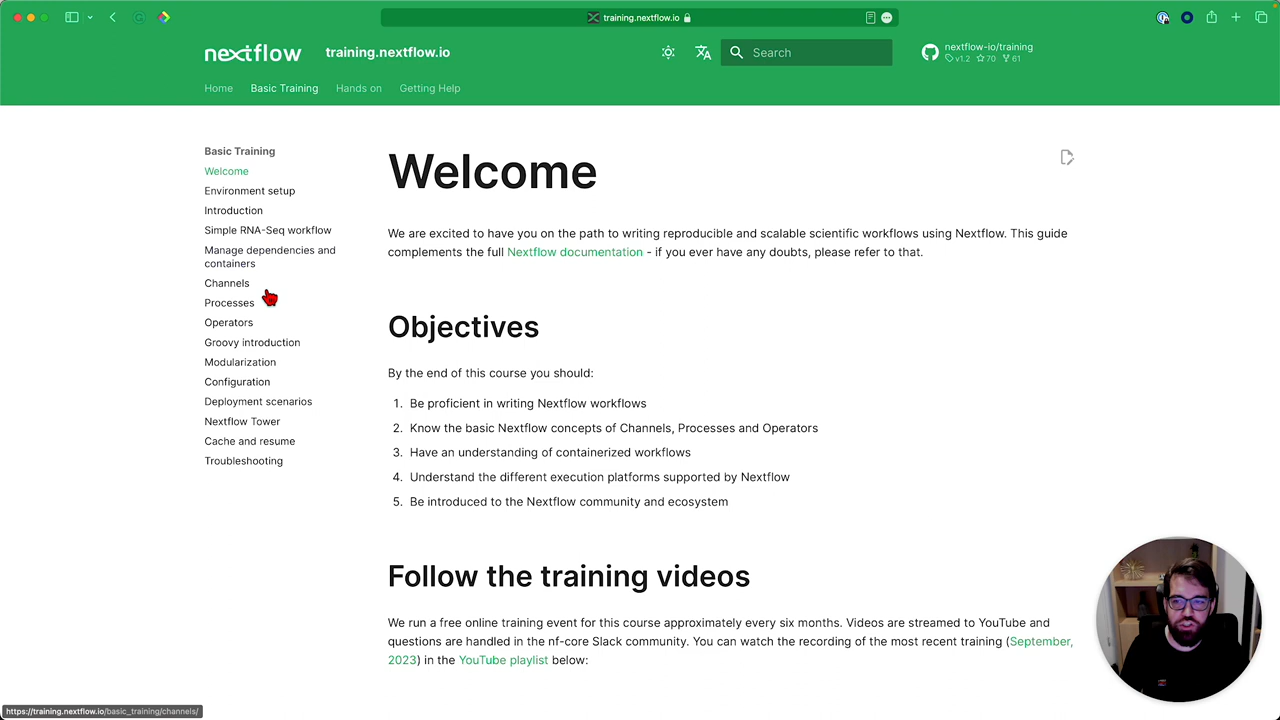 training.nextflow.io
nextflow
training.nextflow.io
Search
nextflow-io/training
v1.2 70 61
Home
Basic Training
Hands on
Getting Help
Basic Training
Welcome
Environment setup
Introduction
Simple RNA-Seq workflow
Manage dependencies and
containers
Channels
Processes
Operators
Groovy introduction
Modularization
Configuration
Deployment scenarios
Nextflow Tower
Cache and resume
Troubleshooting
Welcome
We are excited to have you on the path to writing reproducible and scalable scientific workflows using Nextflow. This guide
complements the full Nextflow documentation - if you ever have any doubts, please refer to that.
Objectives
By the end of this course you should:
1. Be proficient in writing Nextflow workflows
2. Know the basic Nextflow concepts of Channels, Processes and Operators
3. Have an understanding of containerized workflows
4. Understand the different execution platforms supported by Nextflow
5. Be introduced to the Nextflow community and ecosystem
Follow the training videos
We run a free online training event for this course approximately every six months. Videos are streamed to YouTube and
questions are handled in the nf-core Slack community. You can watch the recording of the most recent training (September,
2023) in the YouTube playlist below:
https://training.nextflow.io/basic_training/channels/